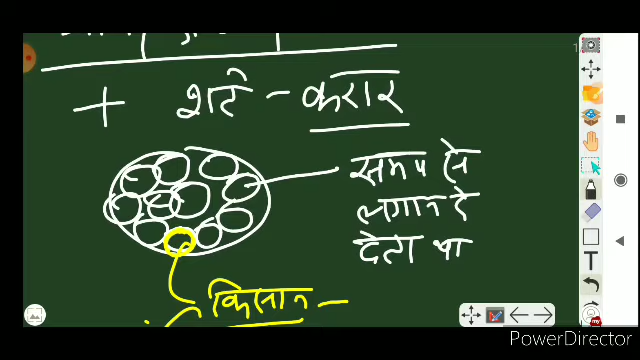 + शर्ते - करार
समय से
लगान दे
देता था
किसान -
PowerDirector